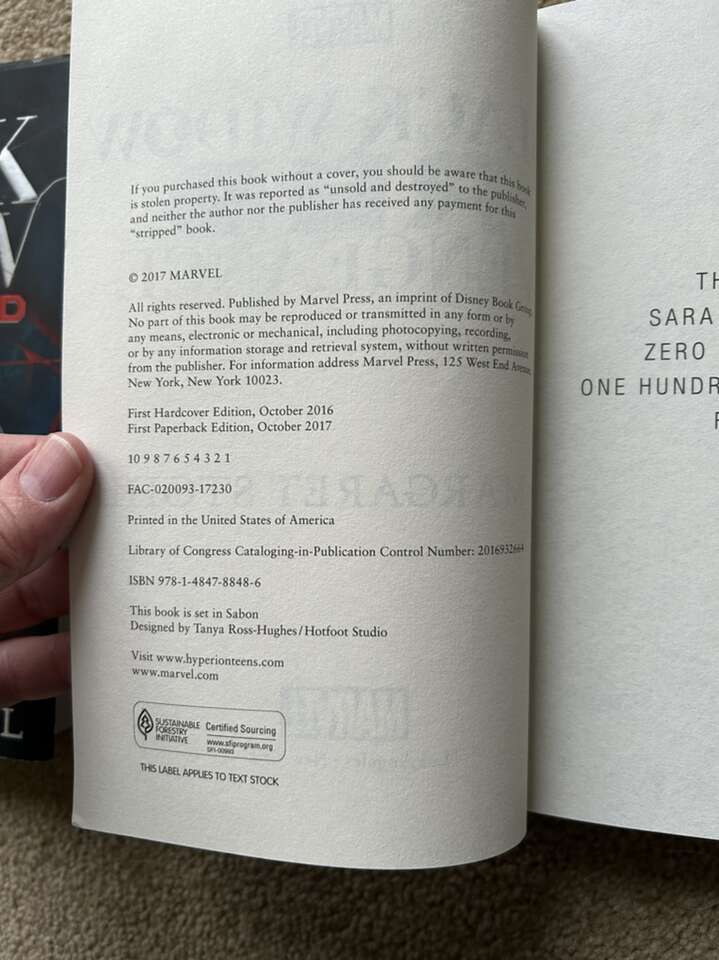 K
W
D
L
If you purchased this book without a cover, you should be aware that this book
is stolen property. It was reported as “unsold and destroyed” to the publisher,
and neither the author nor the publisher has received any payment for this
“stripped” book.
© 2017 MARVEL
All rights reserved. Published by Marvel Press, an imprint of Disney Book Group.
No part of this book may be reproduced or transmitted in any form or by
any means, electronic or mechanical, including photocopying, recording,
or by any information storage and retrieval system, without written permission
from the publisher. For information address Marvel Press, 125 West End Avenue,
New York, New York 10023.
First Hardcover Edition, October 2016
First Paperback Edition, October 2017
10 9 8 7 6 5 4 3 2 1
FAC-020093-17230
Printed in the United States of America
Library of Congress Cataloging-in-Publication Control Number: 2016932664
ISBN 978-1-4847-8848-6
This book is set in Sabon
Designed by Tanya Ross-Hughes/Hotfoot Studio
Visit www.hyperionteens.com
www.marvel.com
SUSTAINABLE
FORESTRY
INITIATIVE
Certified Sourcing
www.sfiprogram.org
SFI-00993
THIS LABEL APPLIES TO TEXT STOCK
TH
SARA
ZERO
ONE HUNDR